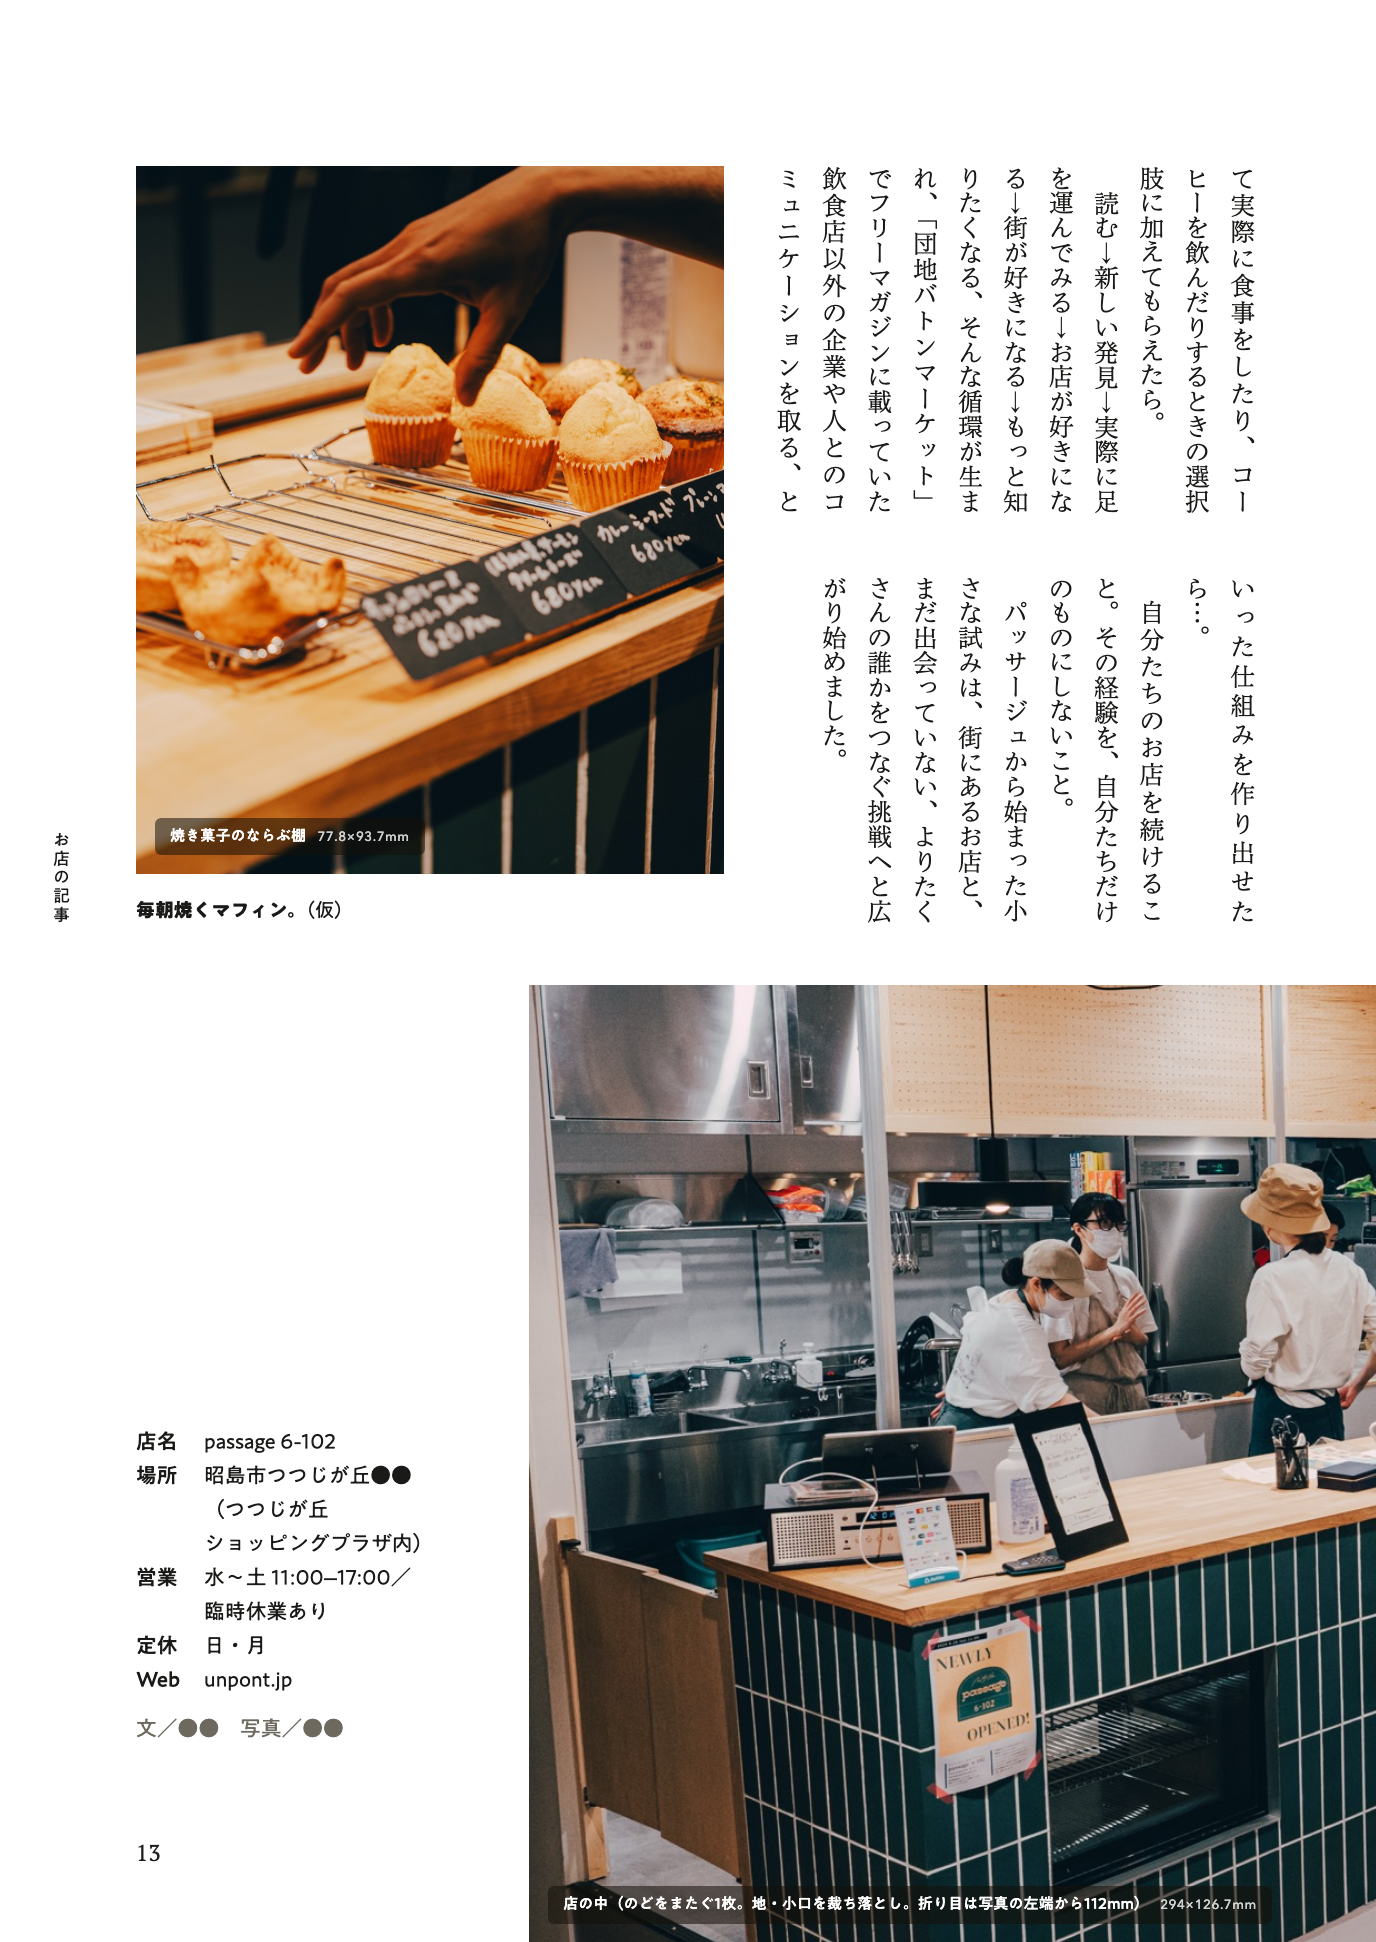 て実際に食事をしたり、コー
ヒーを飲んだりするときの選択
肢に加えてもらえたら。
読む→新しい発見→実際に足
を運んでみる→お店が好きにな
る→街が好きになる→もっと知
りたくなる、そんな循環が生ま
れ、「団地バトンマーケット」
でフリーマガジンに載っていた
飲食店以外の企業や人とのコ
ミュニケーションを取る、と
いった仕組みを作り出せた
ら…。
自分たちのお店を続けるこ
と。その経験を、自分たちだけ
のものにしないこと。
パッサージュから始まった小
さな試みは、街にあるお店と、
まだ出会っていない、よりたく
さんの誰かをつなぐ挑戦へと広
がり始めました。
620yen
680yen
カレーシーフード
680yen
プレーン
焼き菓子のならぶ棚 77.8×93.7mm
毎朝焼くマフィン。（仮）
お店の記事
店名 passage 6-102
場所 昭島市つつじが丘●●
（つつじが丘
ショッピングプラザ内）
営業 水～土 11:00–17:00／
臨時休業あり
定休 日・月
Web unpont.jp
文／●● 写真／●●
13
NEWLY
passage
6-102
OPENED!
店の中（のどをまたぐ1枚。地・小口を裁ち落とし。折り目は写真の左端から112mm） 294×126.7mm